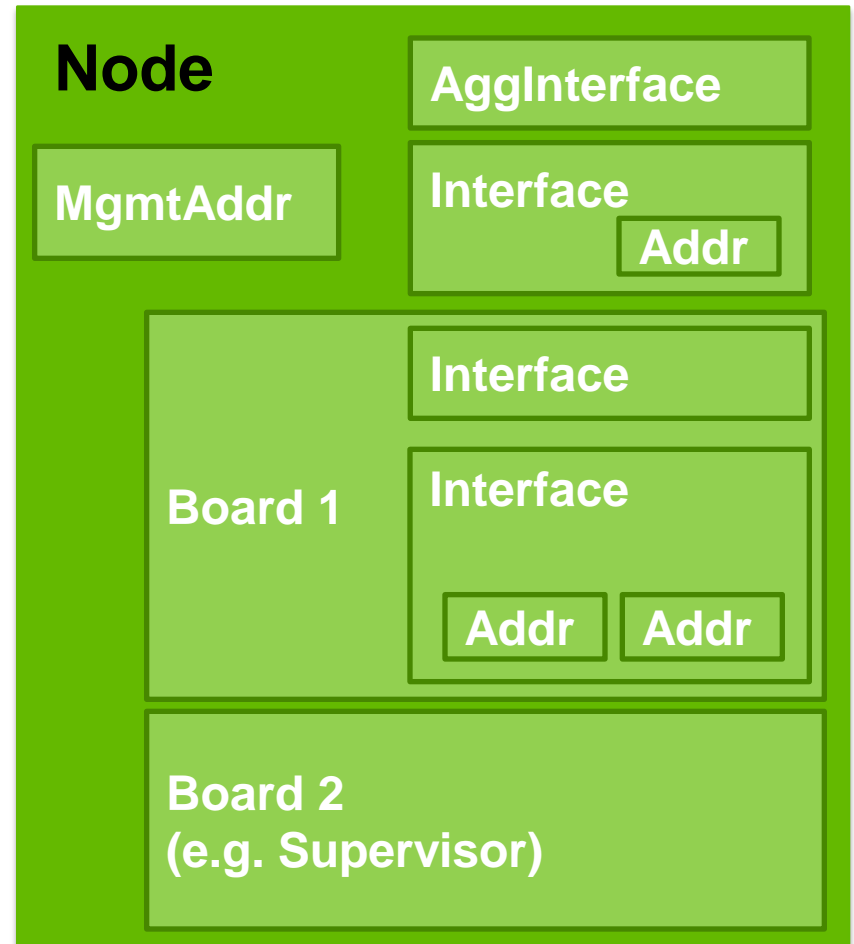 Node
AggInterface
MgmtAddr
Interface
Addr
Interface
Board 1
Interface
Addr
Addr
Board 2
(e.g. Supervisor)